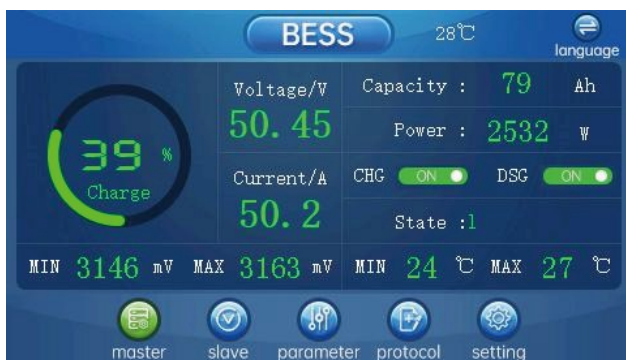 BESS 28℃ language
Voltage/V Capacity : 79 Ah
50.45 Power : 2532 W
39 %
Charge
Current/A CHG ON DSG ON
50.2 State :1
MIN 3146 mV MAX 3163 mV MIN 24 ℃ MAX 27 ℃
master slave parameter protocol setting